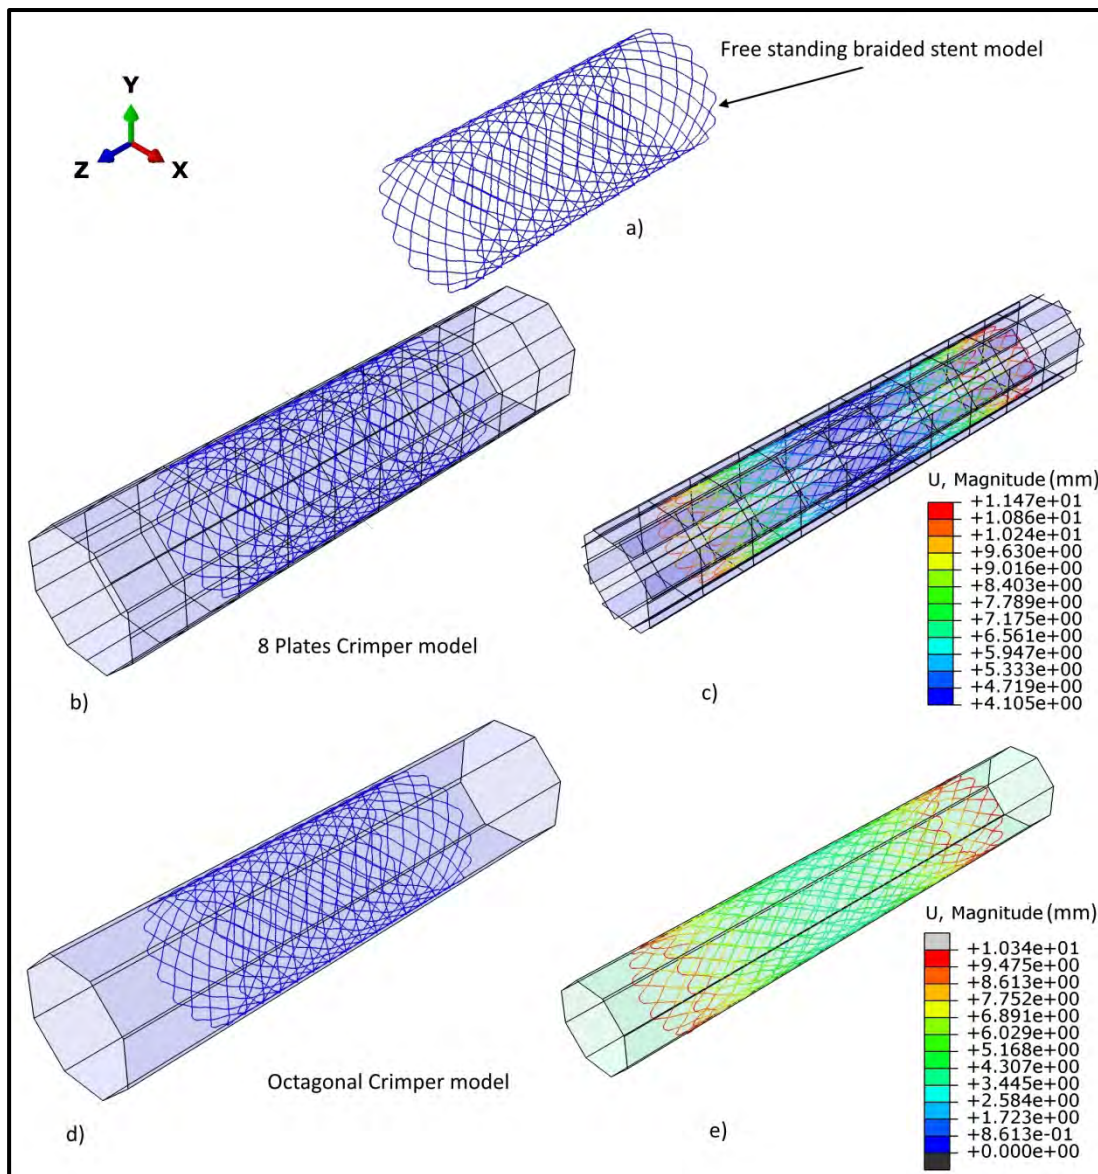 Free standing braided stent model
Y
Z
X
a)
U, Magnitude (mm)
+1.147e+01
+1.086e+01
+1.024e+01
+9.630e+00
+9.016e+00
+8.403e+00
+7.789e+00
+7.175e+00
+6.561e+00
+5.947e+00
+5.333e+00
+4.719e+00
+4.105e+00
8 Plates Crimper model
b)
c)
U, Magnitude (mm)
+1.034e+01
+9.475e+00
+8.613e+00
+7.752e+00
+6.891e+00
+6.029e+00
+5.168e+00
+4.307e+00
+3.445e+00
+2.584e+00
+1.723e+00
+8.613e-01
+0.000e+00
Octagonal Crimper model
d)
e)